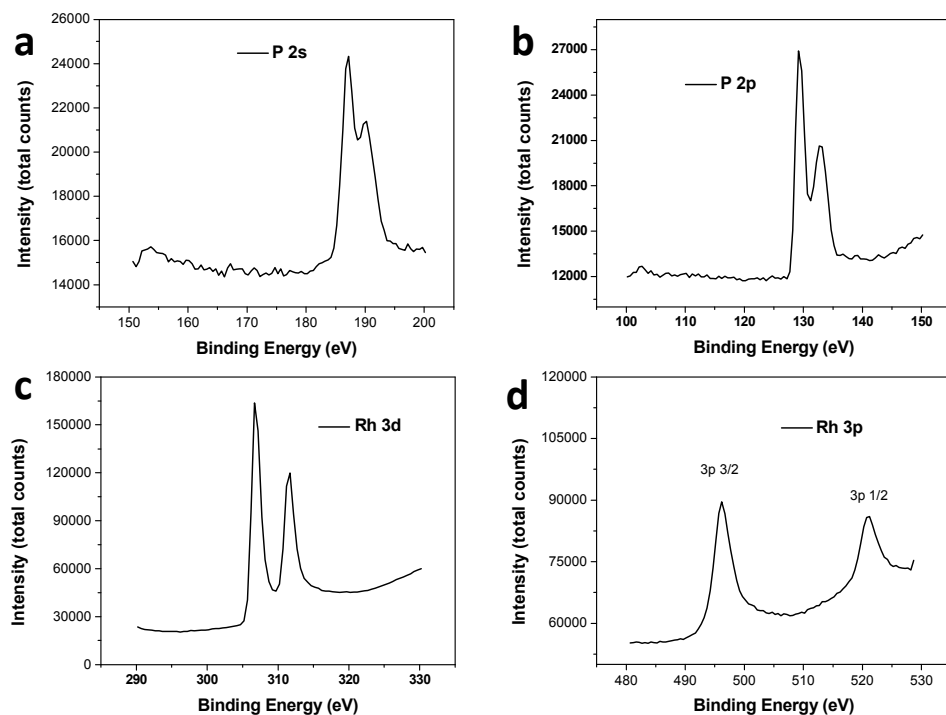 a
P 2s
26000
24000
22000
20000
18000
16000
14000
Intensity (total counts)
150 160 170 180 190 200
Binding Energy (eV)
b
P 2p
27000
24000
21000
18000
15000
12000
Intensity (total counts)
100 110 120 130 140 150
Binding Energy (eV)
c
Rh 3d
180000
150000
120000
90000
60000
30000
0
Intensity (total counts)
290 300 310 320 330
Binding Energy (eV)
d
Rh 3p
3p 3/2
3p 1/2
120000
105000
90000
75000
60000
Intensity (total counts)
480 490 500 510 520 530
Binding Energy (eV)